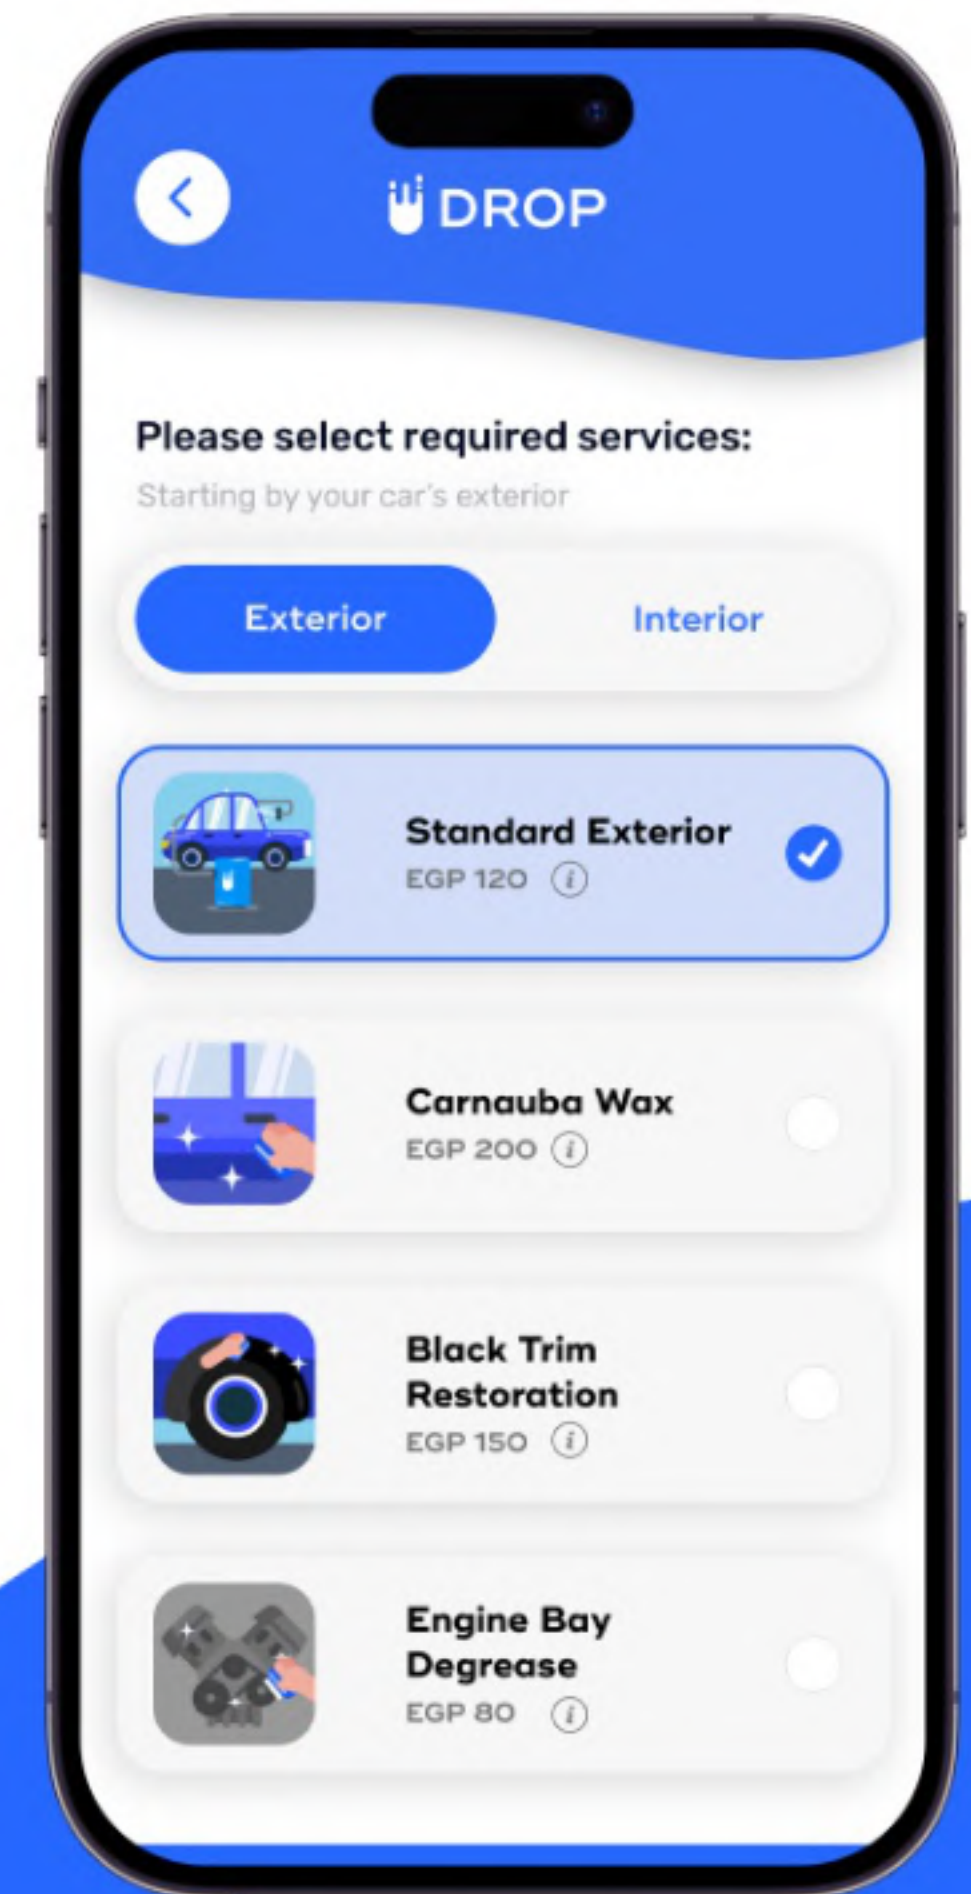 DROP
Please select required services:
Starting by your car's exterior
Exterior
Interior
Standard Exterior
EGP 120 i
Carnauba Wax
EGP 200 i
Black Trim
Restoration
EGP 150 i
Engine Bay
Degrease
EGP 80 i